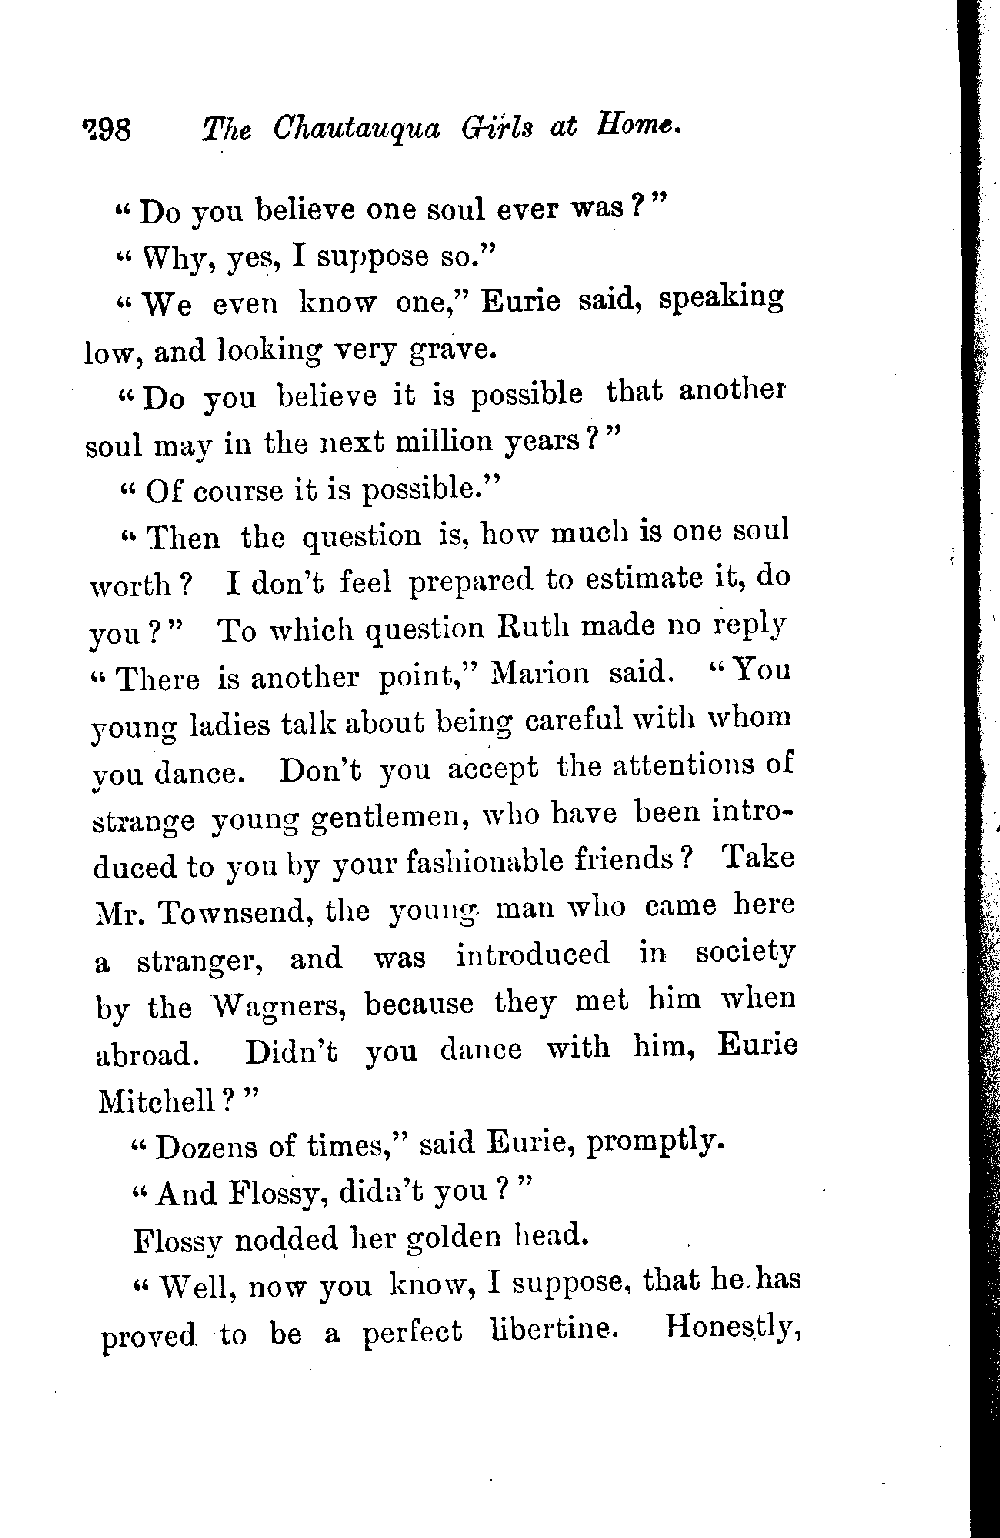 298 The Chautauqua Girls at Home.
“Do you believe one soul ever was?”
“Why, yes, I suppose so.”
“We even know one,” Eurie said, speaking
low, and looking very grave.
“Do you believe it is possible that another
soul may in the next million years?”
“Of course it is possible.”
“Then the question is, how much is one soul
worth? I don’t feel prepared to estimate it, do
you?” To which question Ruth made no reply
“There is another point,” Marion said. “You
young ladies talk about being careful with whom
you dance. Don’t you accept the attentions of
strange young gentlemen, who have been intro-
duced to you by your fashionable friends? Take
Mr. Townsend, the young man who came here
a stranger, and was introduced in society
by the Wagners, because they met him when
abroad. Didn’t you dance with him, Eurie
Mitchell?”
“Dozens of times,” said Eurie, promptly.
“And Flossy, didn’t you?”
Flossy nodded her golden head.
“Well, now you know, I suppose, that he has
proved to be a perfect libertine. Honestly,